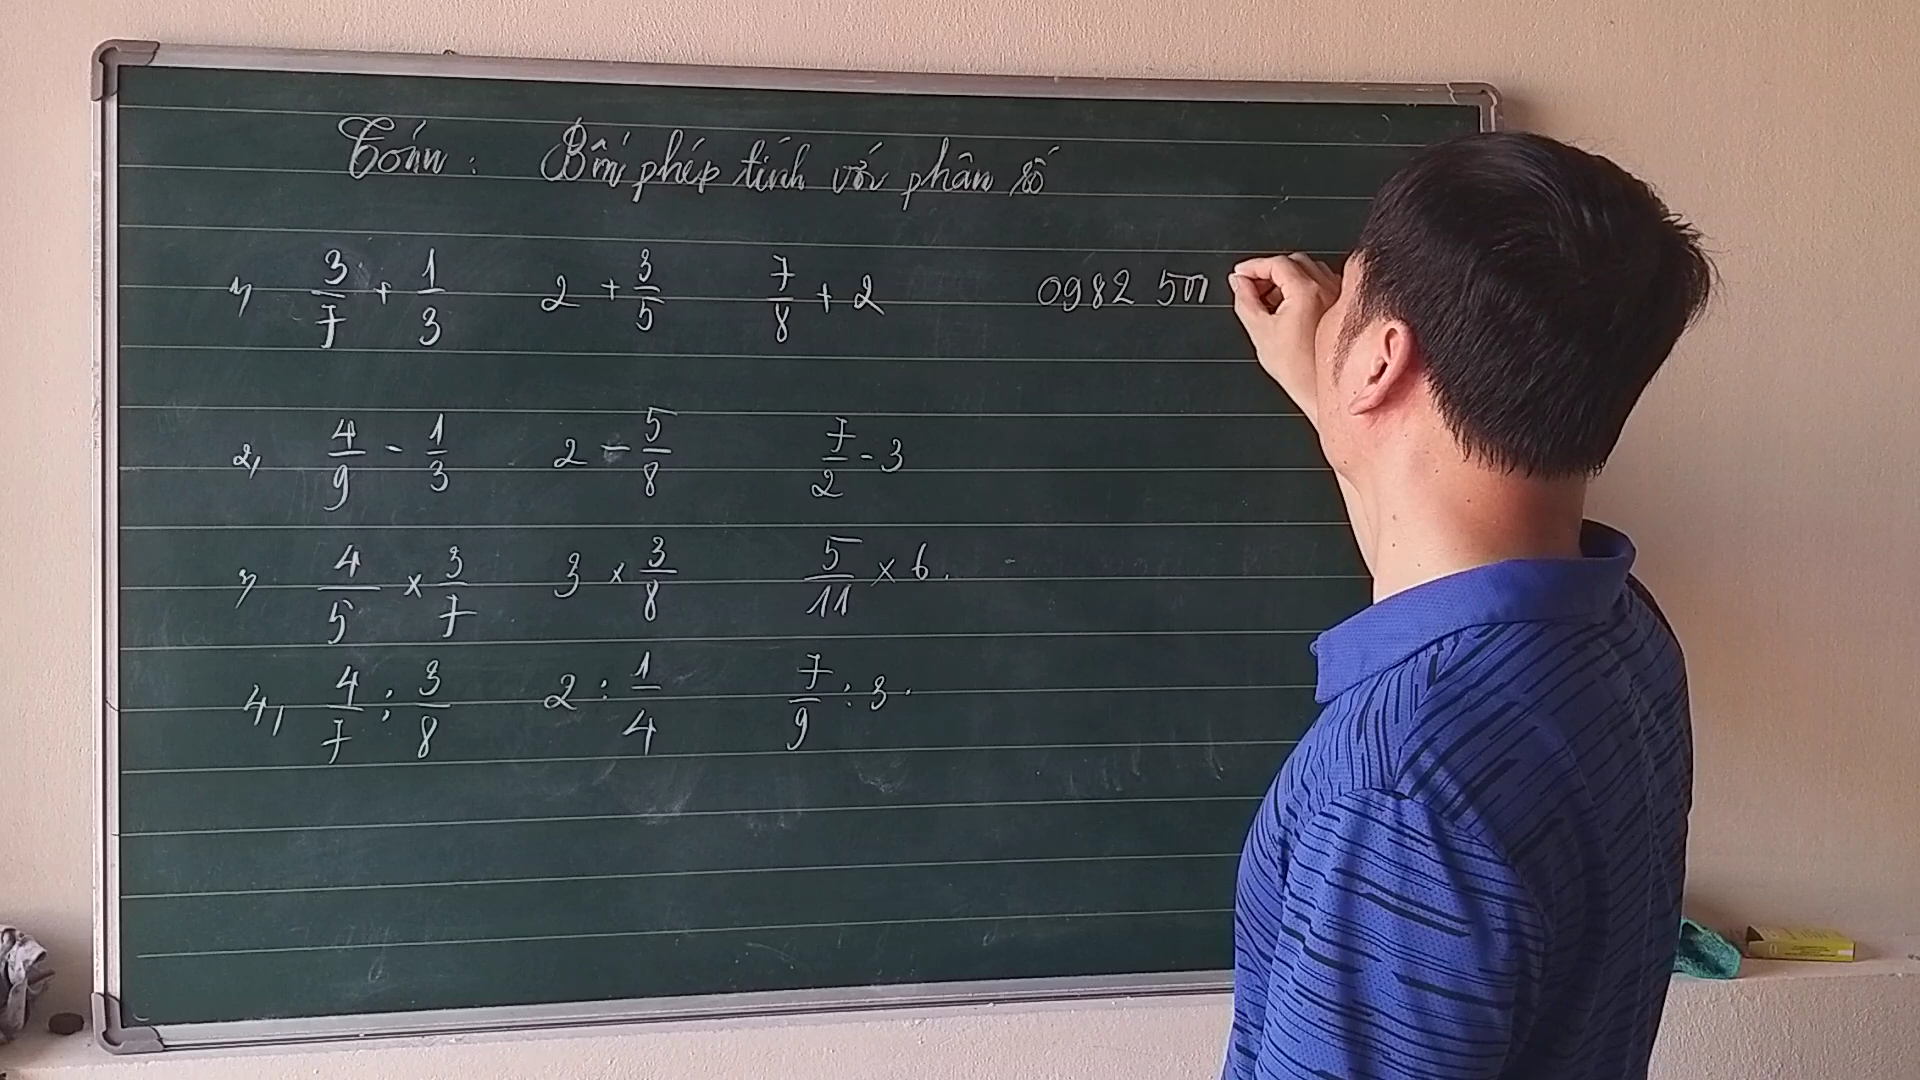 Toán : Bốn phép tính với phân số
1, 3/7 + 1/3 2 + 3/5 7/8 + 2 0982 5
2, 4/9 - 1/3 2 - 5/8 7/2 - 3
3, 4/5 × 3/7 3 × 3/8 5/11 × 6.
4, 4/7 : 3/8 2 : 1/4 7/9 : 3.